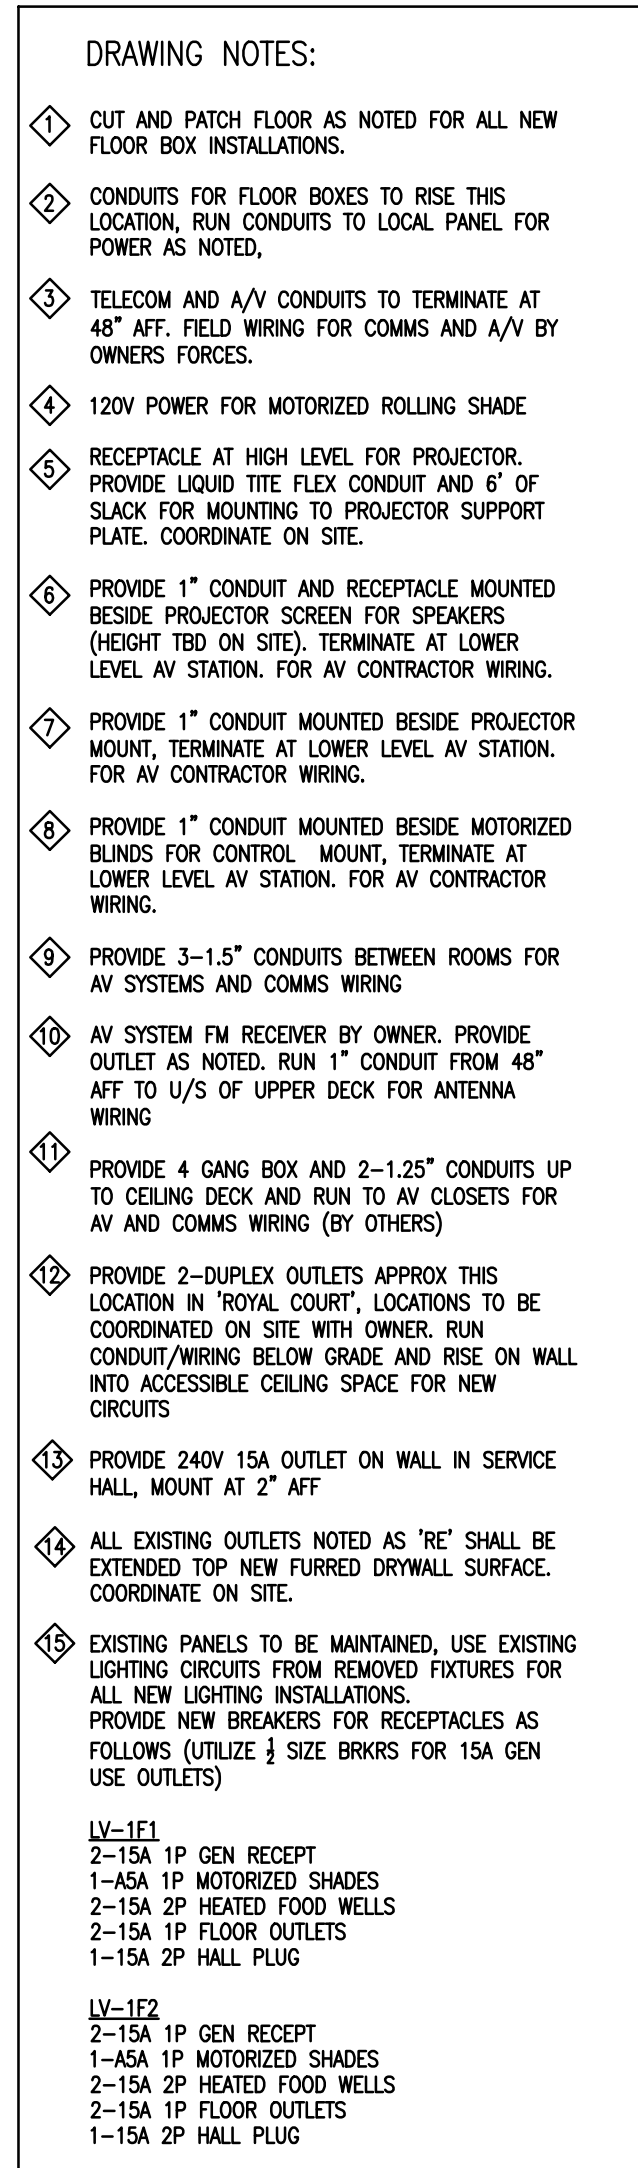 DRAWING NOTES:
1 CUT AND PATCH FLOOR AS NOTED FOR ALL NEW
FLOOR BOX INSTALLATIONS.
2 CONDUITS FOR FLOOR BOXES TO RISE THIS
LOCATION, RUN CONDUITS TO LOCAL PANEL FOR
POWER AS NOTED,
3 TELECOM AND A/V CONDUITS TO TERMINATE AT
48" AFF. FIELD WIRING FOR COMMS AND A/V BY
OWNERS FORCES.
4 120V POWER FOR MOTORIZED ROLLING SHADE
5 RECEPTACLE AT HIGH LEVEL FOR PROJECTOR.
PROVIDE LIQUID TITE FLEX CONDUIT AND 6' OF
SLACK FOR MOUNTING TO PROJECTOR SUPPORT
PLATE. COORDINATE ON SITE.
6 PROVIDE 1" CONDUIT AND RECEPTACLE MOUNTED
BESIDE PROJECTOR SCREEN FOR SPEAKERS
(HEIGHT TBD ON SITE). TERMINATE AT LOWER
LEVEL AV STATION. FOR AV CONTRACTOR WIRING.
7 PROVIDE 1" CONDUIT MOUNTED BESIDE PROJECTOR
MOUNT, TERMINATE AT LOWER LEVEL AV STATION.
FOR AV CONTRACTOR WIRING.
8 PROVIDE 1" CONDUIT MOUNTED BESIDE MOTORIZED
BLINDS FOR CONTROL MOUNT, TERMINATE AT
LOWER LEVEL AV STATION. FOR AV CONTRACTOR
WIRING.
9 PROVIDE 3-1.5" CONDUITS BETWEEN ROOMS FOR
AV SYSTEMS AND COMMS WIRING
10 AV SYSTEM FM RECEIVER BY OWNER. PROVIDE
OUTLET AS NOTED. RUN 1" CONDUIT FROM 48"
AFF TO U/S OF UPPER DECK FOR ANTENNA
WIRING
11
PROVIDE 4 GANG BOX AND 2-1.25" CONDUITS UP
TO CEILING DECK AND RUN TO AV CLOSETS FOR
AV AND COMMS WIRING (BY OTHERS)
12 PROVIDE 2-DUPLEX OUTLETS APPROX THIS
LOCATION IN 'ROYAL COURT', LOCATIONS TO BE
COORDINATED ON SITE WITH OWNER. RUN
CONDUIT/WIRING BELOW GRADE AND RISE ON WALL
INTO ACCESSIBLE CEILING SPACE FOR NEW
CIRCUITS
13 PROVIDE 240V 15A OUTLET ON WALL IN SERVICE
HALL, MOUNT AT 2" AFF
14 ALL EXISTING OUTLETS NOTED AS 'RE' SHALL BE
EXTENDED TOP NEW FURRED DRYWALL SURFACE.
COORDINATE ON SITE.
15 EXISTING PANELS TO BE MAINTAINED, USE EXISTING
LIGHTING CIRCUITS FROM REMOVED FIXTURES FOR
ALL NEW LIGHTING INSTALLATIONS.
PROVIDE NEW BREAKERS FOR RECEPTACLES AS
FOLLOWS (UTILIZE ½ SIZE BRKRS FOR 15A GEN
USE OUTLETS)
LV-1F1
2-15A 1P GEN RECEPT
1-A5A 1P MOTORIZED SHADES
2-15A 2P HEATED FOOD WELLS
2-15A 1P FLOOR OUTLETS
1-15A 2P HALL PLUG
LV-1F2
2-15A 1P GEN RECEPT
1-A5A 1P MOTORIZED SHADES
2-15A 2P HEATED FOOD WELLS
2-15A 1P FLOOR OUTLETS
1-15A 2P HALL PLUG